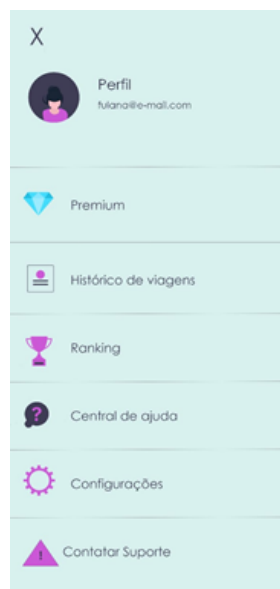 X
Perfil
fulana@e-mail.com
Premium
Histórico de viagens
Ranking
?
Central de ajuda
Configurações
!
Contatar Suporte